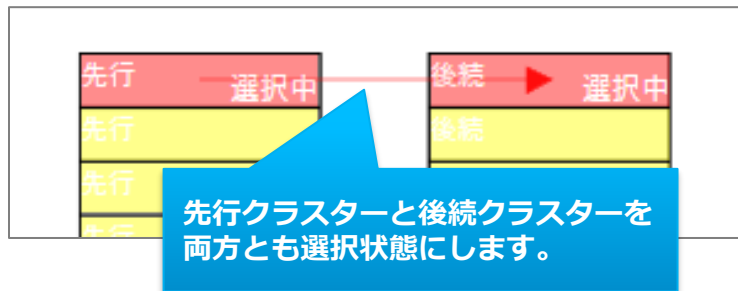 先行 選択中 後続 選択中
先行 後続
先行
先行
先行クラスターと後続クラスターを
両方とも選択状態にします。